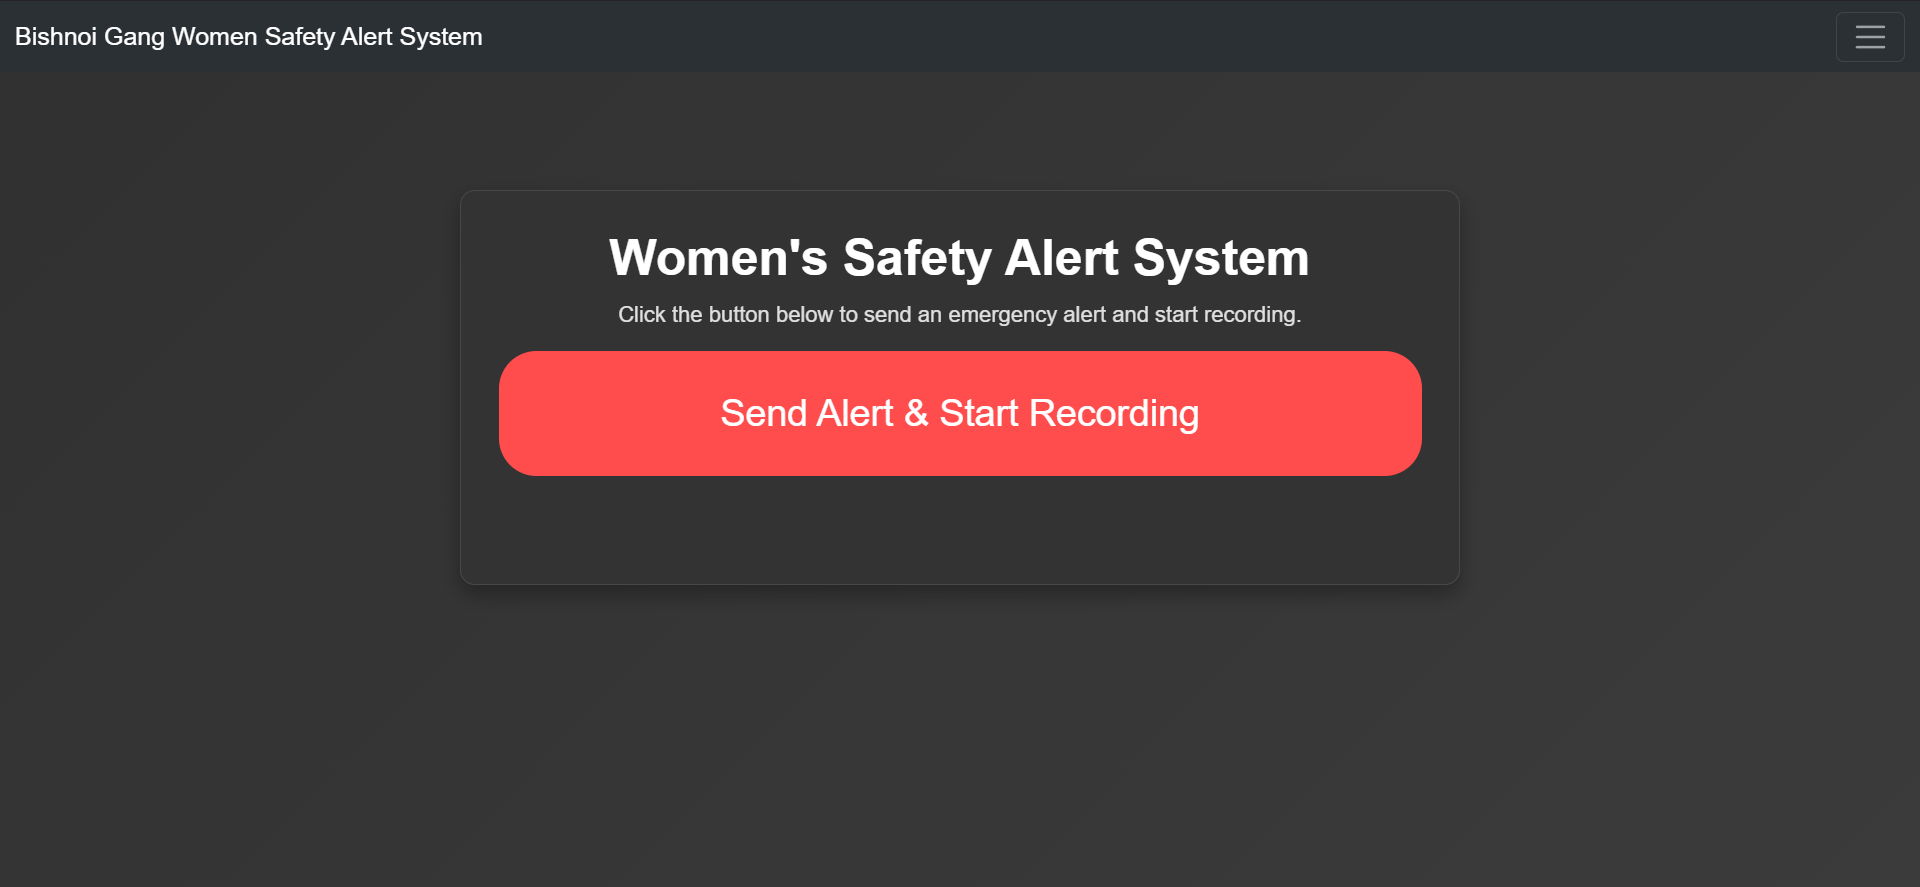 Bishnoi Gang Women Safety Alert System
Women's Safety Alert System
Click the button below to send an emergency alert and start recording.
Send Alert & Start Recording